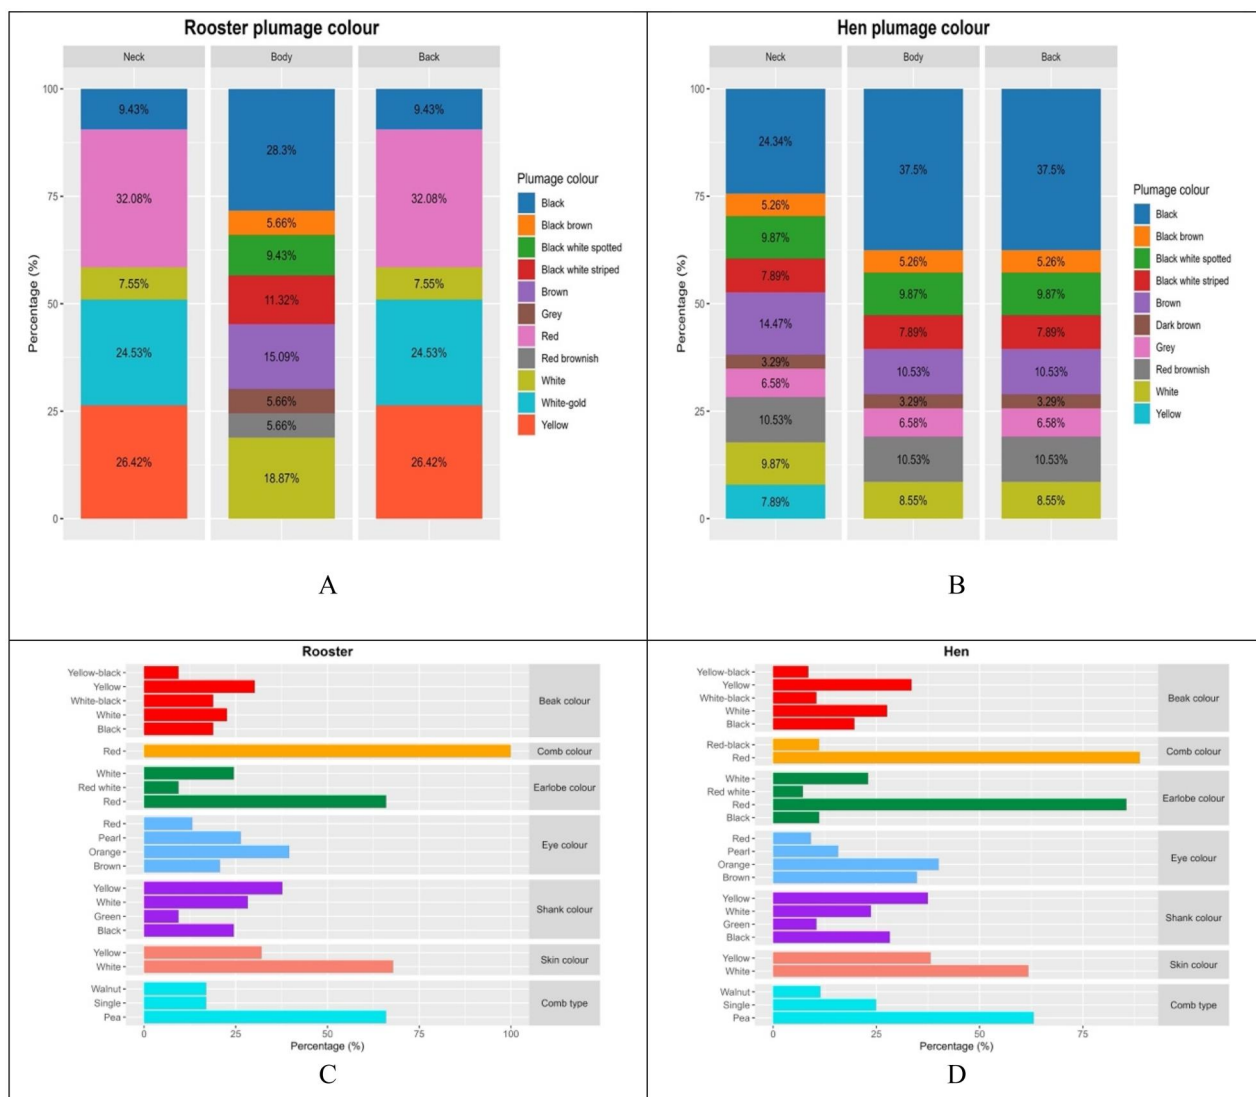 Rooster plumage colour
Neck
Body
Back
Percentage (%)
100
75
50
25
0
9.43%
32.08%
7.55%
24.53%
26.42%
28.3%
5.66%
9.43%
11.32%
15.09%
5.66%
5.66%
18.87%
9.43%
32.08%
7.55%
24.53%
26.42%
Plumage colour
Black
Black brown
Black white spotted
Black white striped
Brown
Grey
Red
Red brownish
White
White-gold
Yellow
A
Hen plumage colour
Neck
Body
Back
Percentage (%)
100
75
50
25
0
24.34%
5.26%
9.87%
7.89%
14.47%
3.29%
6.58%
10.53%
9.87%
7.89%
37.5%
5.26%
9.87%
7.89%
10.53%
3.29%
6.58%
10.53%
8.55%
37.5%
5.26%
9.87%
7.89%
10.53%
3.29%
6.58%
10.53%
8.55%
Plumage colour
Black
Black brown
Black white spotted
Black white striped
Brown
Dark brown
Grey
Red brownish
White
Yellow
B
Rooster
Yellow-black
Yellow
White-black
White
Black
Beak colour
Red
Comb colour
White
Red white
Red
Earlobe colour
Red
Pearl
Orange
Brown
Eye colour
Yellow
White
Green
Black
Shank colour
Yellow
White
Skin colour
Walnut
Single
Pea
Comb type
0
25
50
75
100
Percentage (%)
C
Hen
Yellow-black
Yellow
White-black
White
Black
Beak colour
Red-black
Red
Comb colour
White
Red white
Red
Black
Earlobe colour
Red
Pearl
Orange
Brown
Eye colour
Yellow
White
Green
Black
Shank colour
Yellow
White
Skin colour
Walnut
Single
Pea
Comb type
0
25
50
75
Percentage (%)
D